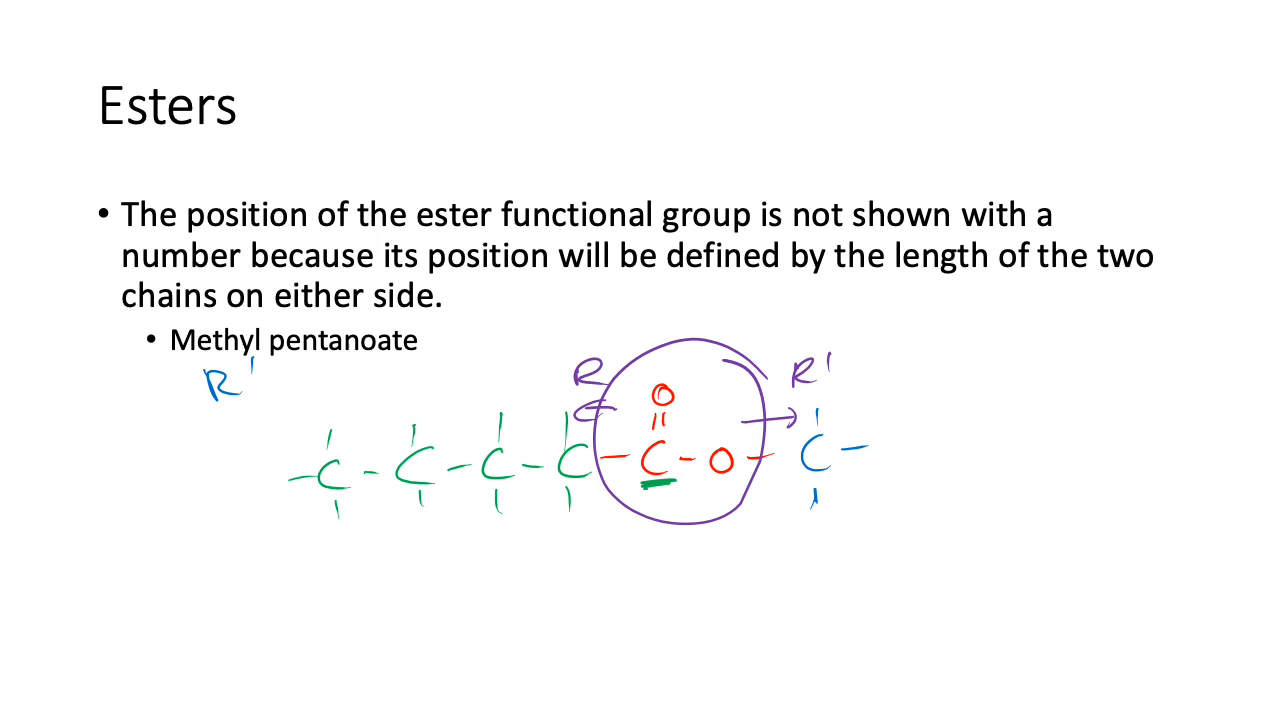 Esters
• The position of the ester functional group is not shown with a
number because its position will be defined by the length of the two
chains on either side.
• Methyl pentanoate
R'
R
R'
O
C - C - C - C - C - O - C -